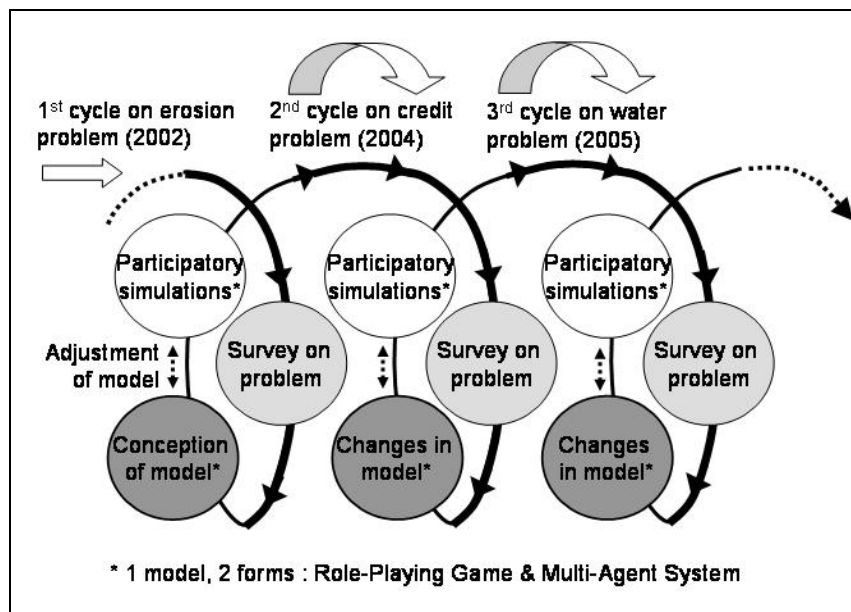 1st cycle on erosion
problem (2002)
2nd cycle on credit
problem (2004)
3rd cycle on water
problem (2005)
Participatory
simulations*
Participatory
simulations*
Participatory
simulations*
Adjustment
of model
Survey on
problem
Survey on
problem
Survey on
problem
Conception
of model*
Changes in
model*
Changes
in model*
* 1 model, 2 forms : Role-Playing Game & Multi-Agent System